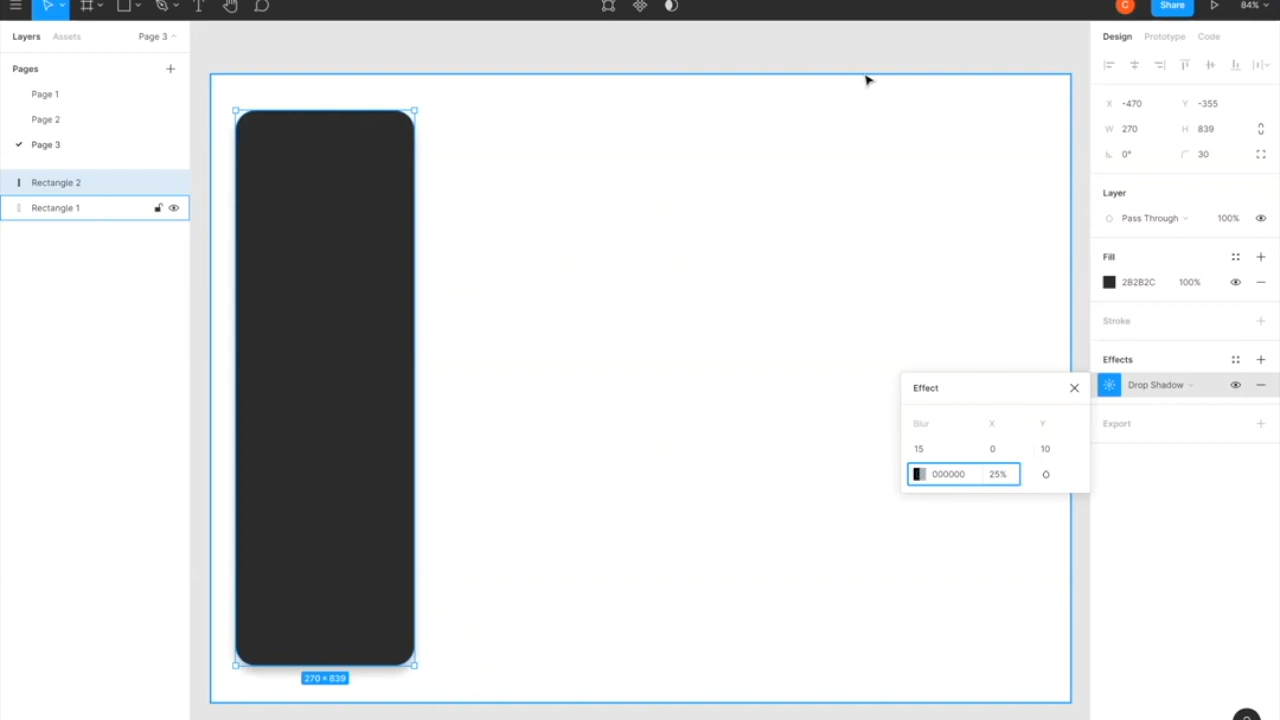 C Share 84%
Layers Assets Page 3
Pages
Page 1
Page 2
Page 3
Rectangle 2
Rectangle 1
270 × 839
Design Prototype Code
X -470 Y -355
W 270 H 839
0° 30
Layer
Pass Through 100%
Fill
2B2B2C 100%
Stroke
Effects
Drop Shadow
Export
Effect
Blur X Y
15 0 10
000000 25%
?